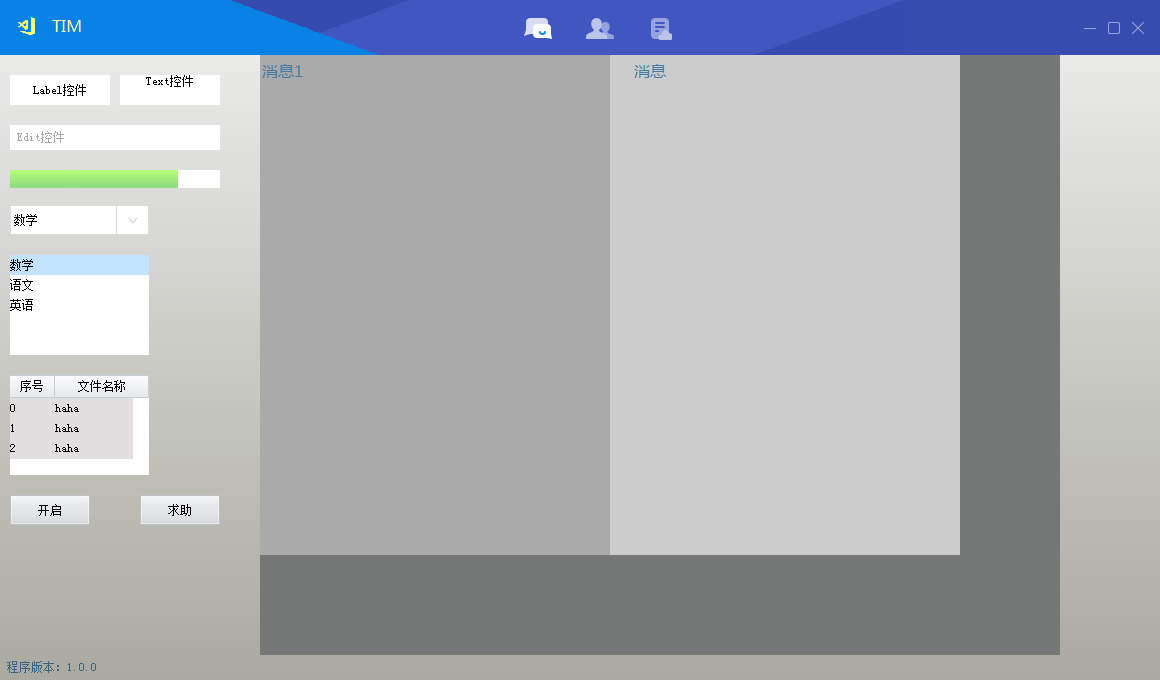 TIM
Label控件
Text控件
Edit控件
数学
数学
语文
英语
序号 文件名称
0 haha
1 haha
2 haha
开启 求助
消息1
消息
程序版本: 1.0.0